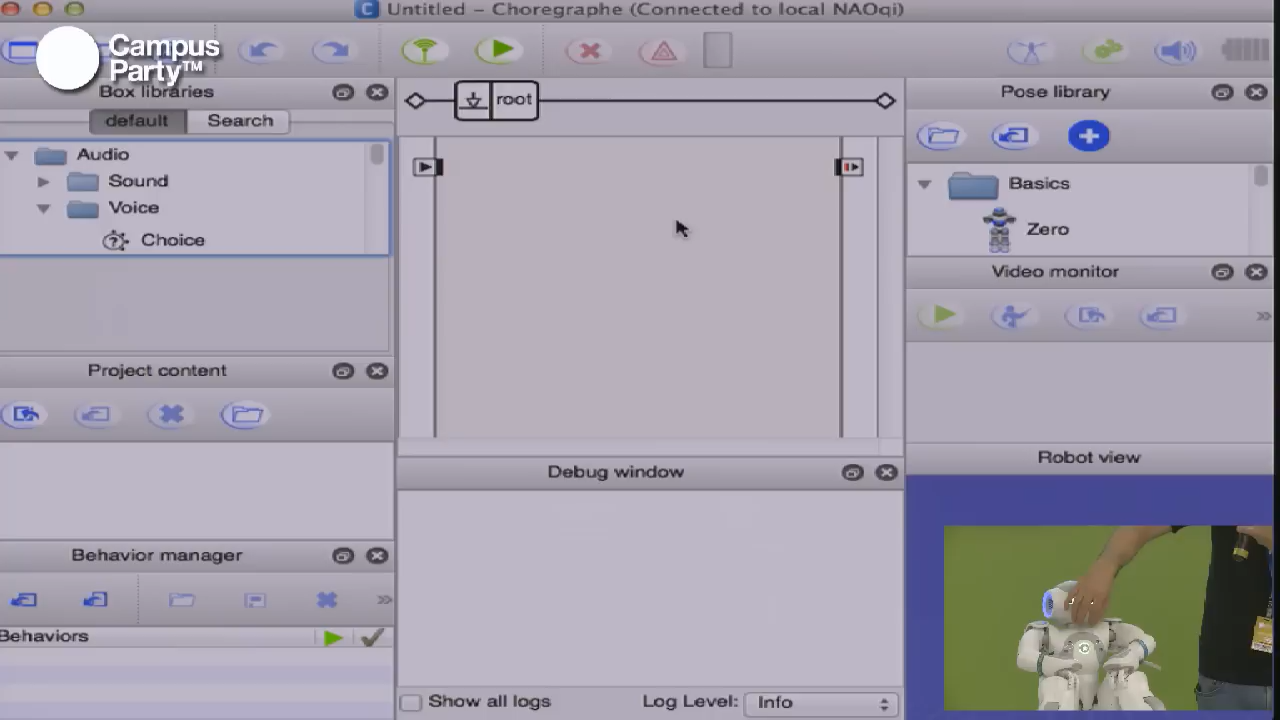 Untitled – Choregraphe (Connected to local NAOqi)
Campus
Party™
Box libraries
default
Search
Audio
Sound
Voice
Choice
Project content
Behavior manager
Behaviors
root
Debug window
Show all logs
Log Level:
Info
Pose library
Basics
Zero
Video monitor
Robot view